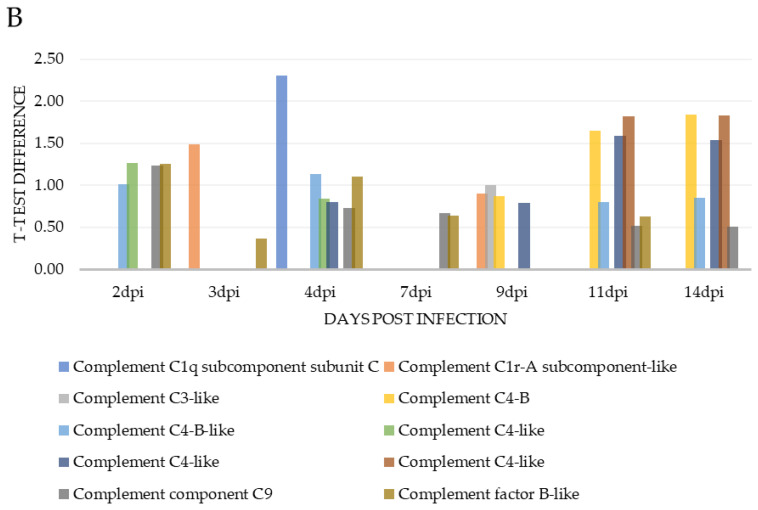 B
T-TEST DIFFERENCE
2.50
2.00
1.50
1.00
0.50
0.00
2dpi 3dpi 4dpi 7dpi 9dpi 11dpi 14dpi
DAYS POST INFECTION
Complement C1q subcomponent subunit C Complement C1r-A subcomponent-like
Complement C3-like Complement C4-B
Complement C4-B-like Complement C4-like
Complement C4-like Complement C4-like
Complement component C9 Complement factor B-like